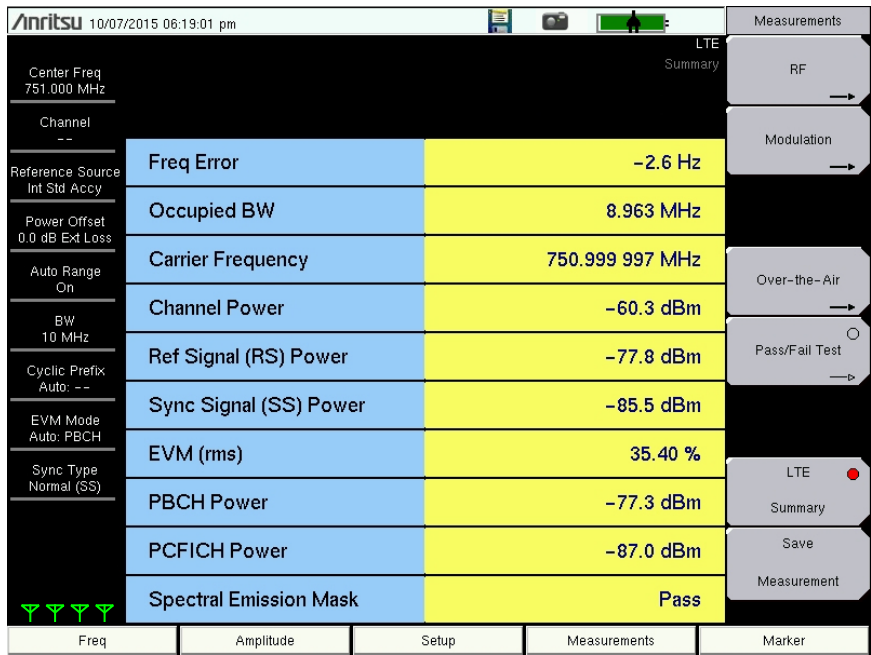 Anritsu 10/07/2015 06:19:01 pm
Measurements
LTE
Summary
Center Freq
751.000 MHz
Channel
--
Reference Source
Int Std Accy
Power Offset
0.0 dB Ext Loss
Auto Range
On
BW
10 MHz
Cyclic Prefix
Auto: --
EVM Mode
Auto: PBCH
Sync Type
Normal (SS)
Freq Error -2.6 Hz
Occupied BW 8.963 MHz
Carrier Frequency 750.999 997 MHz
Channel Power -60.3 dBm
Ref Signal (RS) Power -77.8 dBm
Sync Signal (SS) Power -85.5 dBm
EVM (rms) 35.40 %
PBCH Power -77.3 dBm
PCFICH Power -87.0 dBm
Spectral Emission Mask Pass
RF
Modulation
Over-the-Air
Pass/Fail Test
LTE
Summary
Save
Measurement
Freq Amplitude Setup Measurements Marker